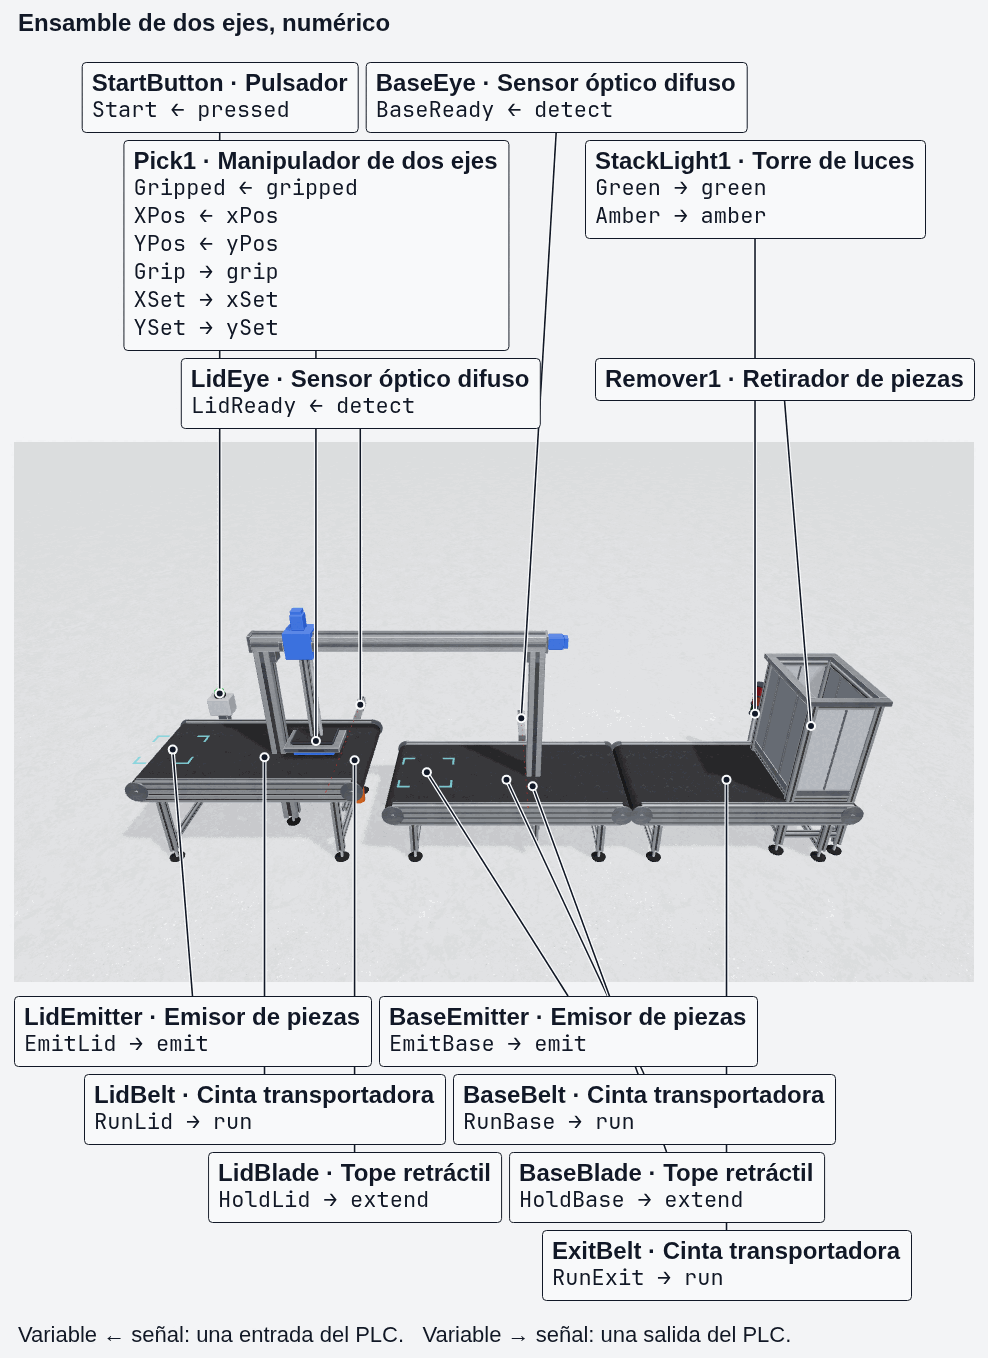 Ensamble de dos ejes, numérico
StartButton · Pulsador
Start ← pressed
BaseEye · Sensor óptico difuso
BaseReady ← detect
Pick1 · Manipulador de dos ejes
Gripped ← gripped
XPos ← xPos
YPos ← yPos
Grip → grip
XSet → xSet
YSet → ySet
StackLight1 · Torre de luces
Green → green
Amber → amber
LidEye · Sensor óptico difuso
LidReady ← detect
Remover1 · Retirador de piezas
LidEmitter · Emisor de piezas
EmitLid → emit
BaseEmitter · Emisor de piezas
EmitBase → emit
LidBelt · Cinta transportadora
RunLid → run
BaseBelt · Cinta transportadora
RunBase → run
LidBlade · Tope retráctil
HoldLid → extend
BaseBlade · Tope retráctil
HoldBase → extend
ExitBelt · Cinta transportadora
RunExit → run
Variable ← señal: una entrada del PLC. Variable → señal: una salida del PLC.